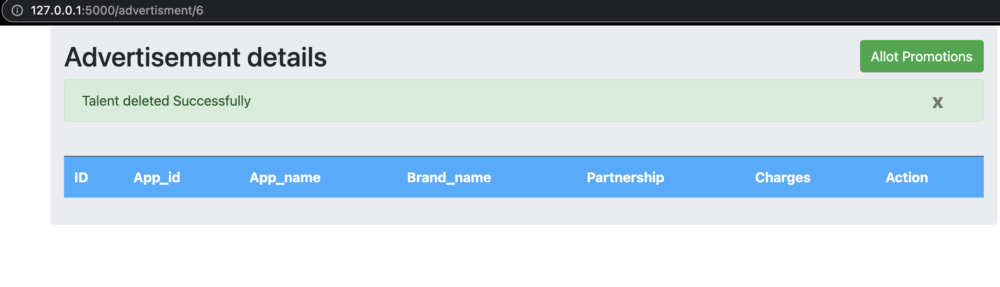 127.0.0.1:5000/advertisment/6
Advertisement details
Allot Promotions
Talent deleted Successfully
x
ID App_id App_name Brand_name Partnership Charges Action